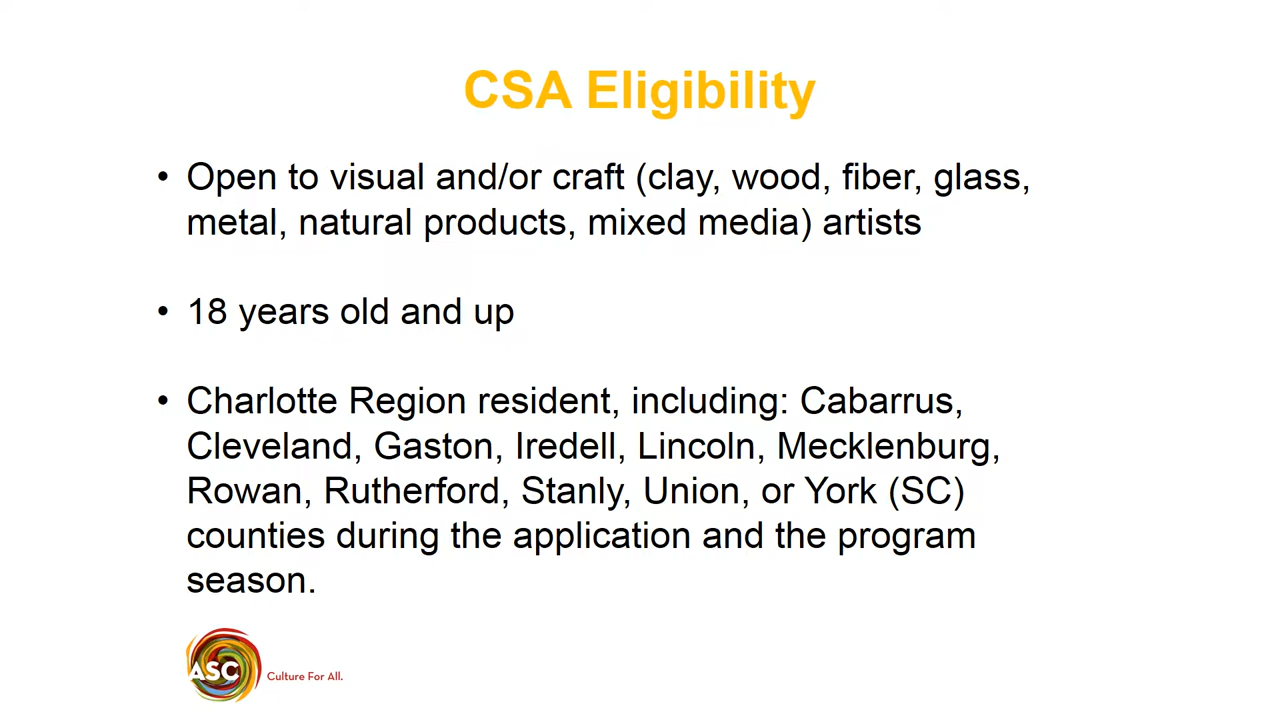 CSA Eligibility
• Open to visual and/or craft (clay, wood, fiber, glass,
metal, natural products, mixed media) artists
• 18 years old and up
• Charlotte Region resident, including: Cabarrus,
Cleveland, Gaston, Iredell, Lincoln, Mecklenburg,
Rowan, Rutherford, Stanly, Union, or York (SC)
counties during the application and the program
season.
ASC
Culture For All.